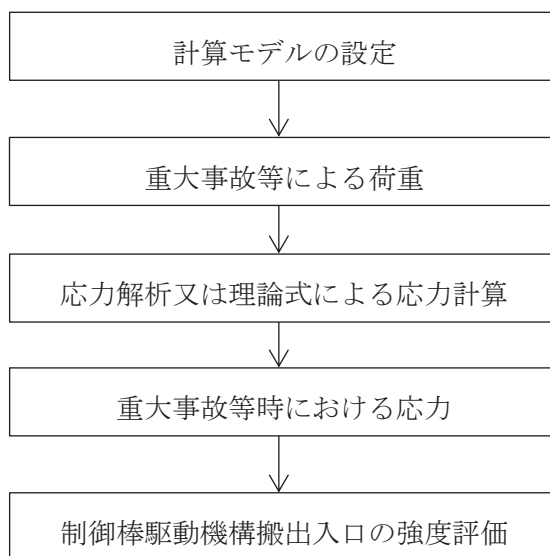 計算モデルの設定
重大事故等による荷重
応力解析又は理論式による応力計算
重大事故等時における応力
制御棒駆動機構搬出入口の強度評価